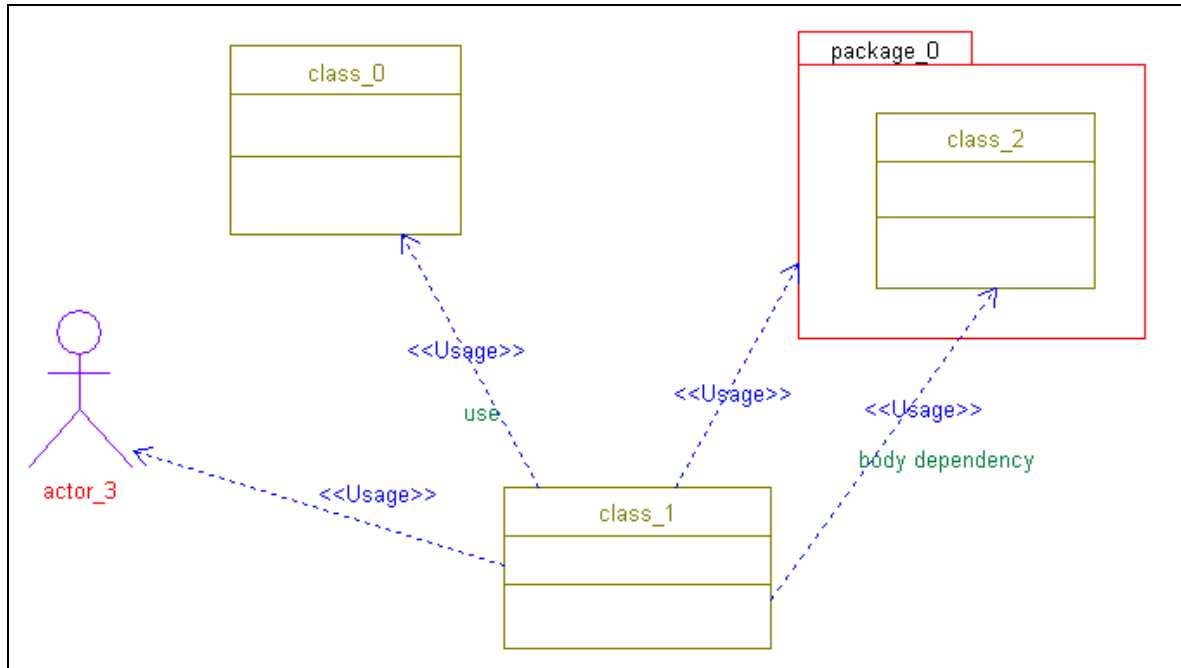 package_0
class_0
class_2
<<Usage>>
<<Usage>>
<<Usage>>
use
body dependency
actor_3
<<Usage>>
class_1